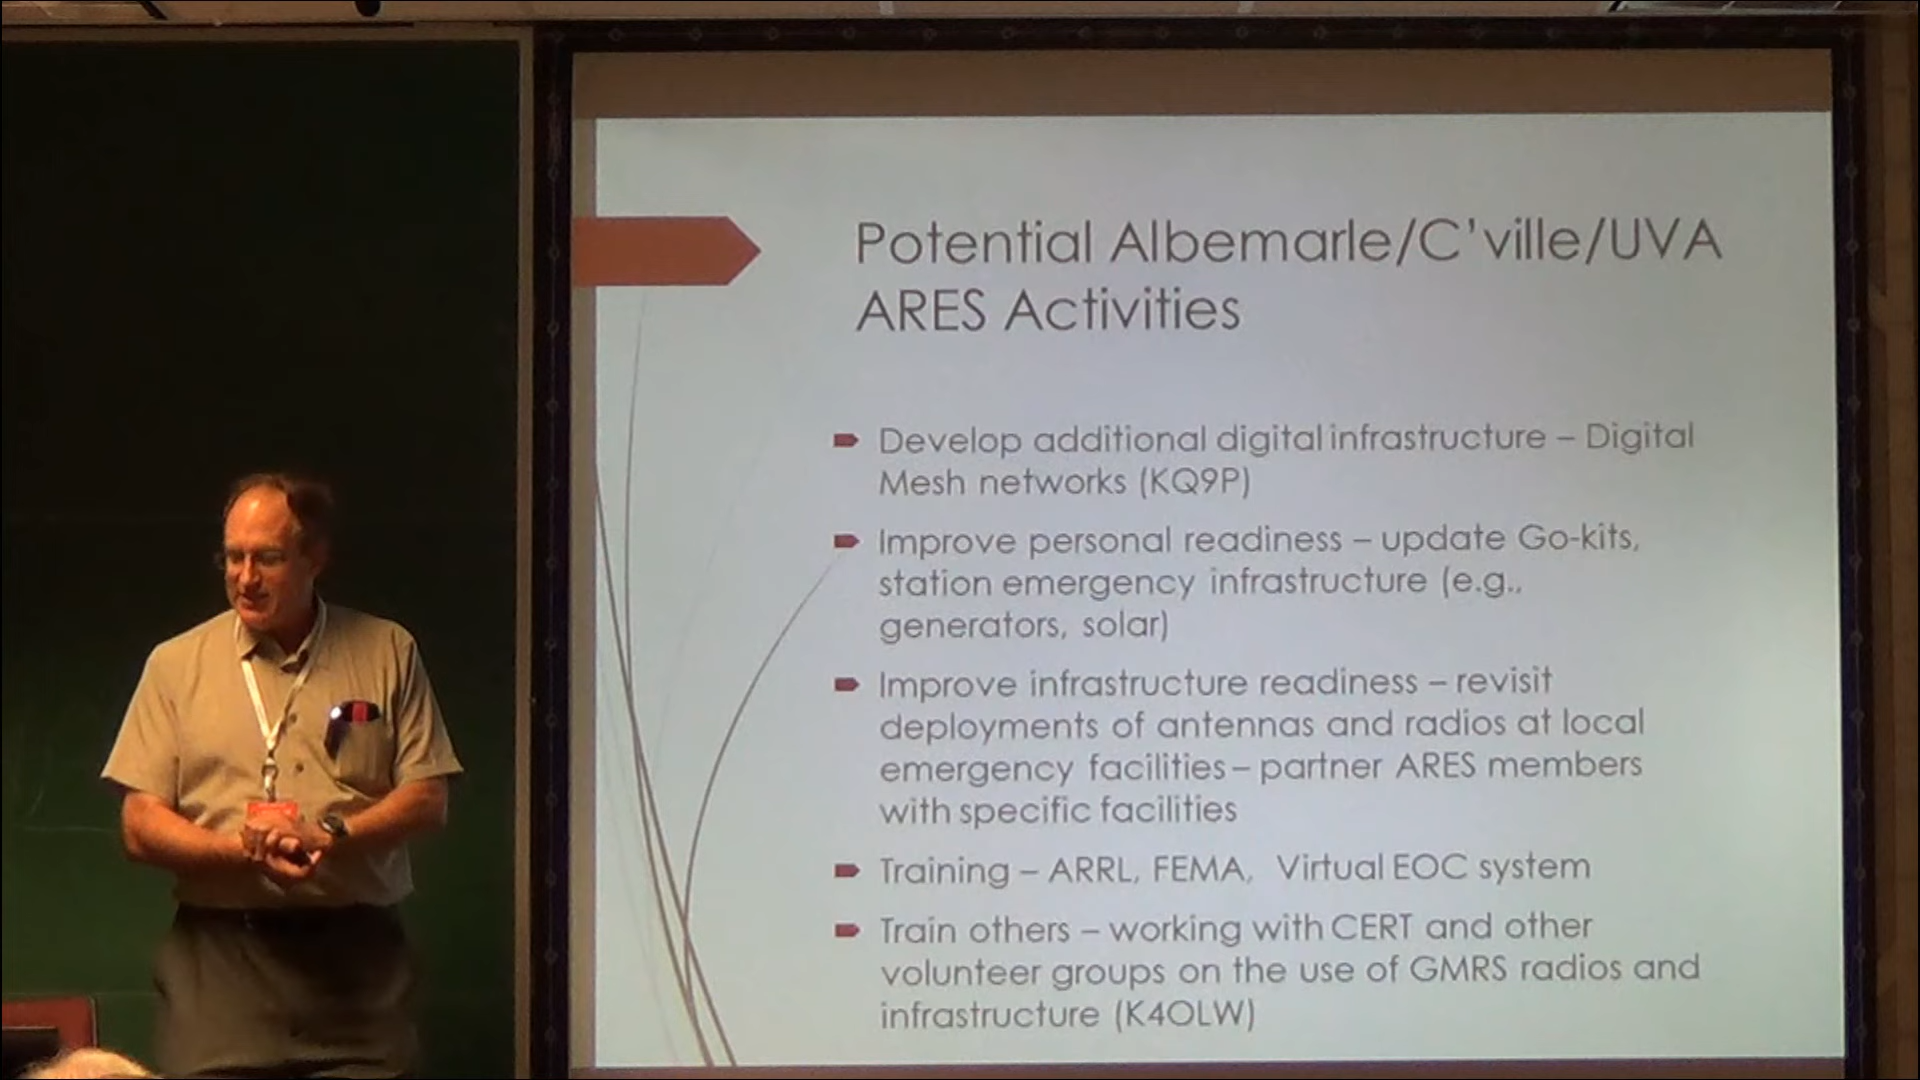 Potential Albemarle/C'ville/UVA
ARES Activities
Develop additional digital infrastructure – Digital
Mesh networks (KQ9P)
Improve personal readiness – update Go-kits,
station emergency infrastructure (e.g.,
generators, solar)
Improve infrastructure readiness – revisit
deployments of antennas and radios at local
emergency facilities – partner ARES members
with specific facilities
Training – ARRL, FEMA, Virtual EOC system
Train others – working with CERT and other
volunteer groups on the use of GMRS radios and
infrastructure (K4OLW)